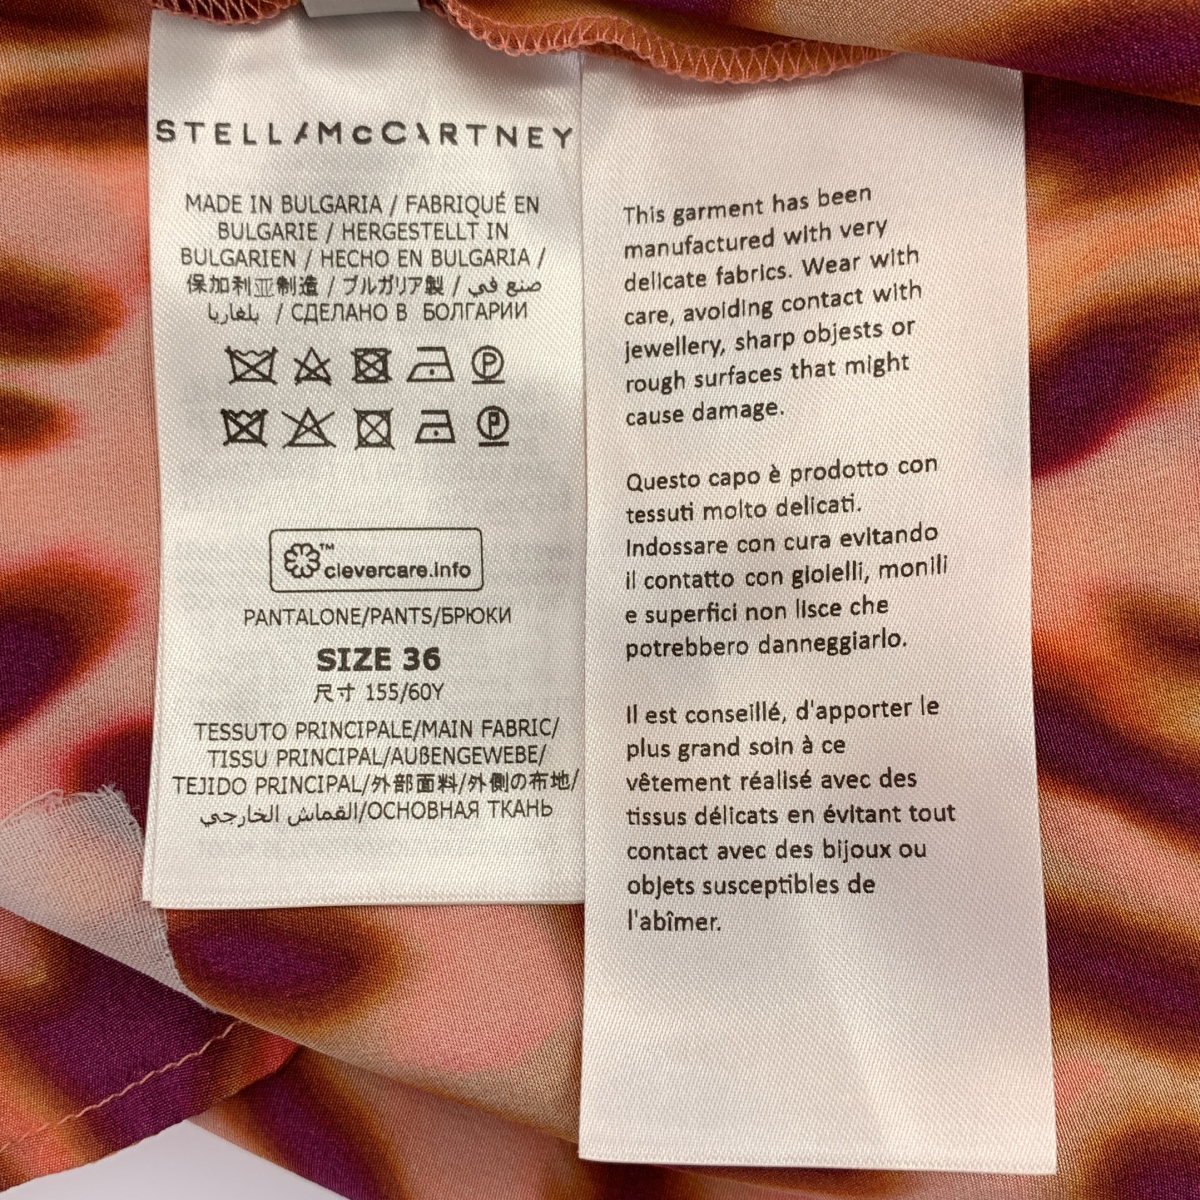 STELLA McCARTNEY
MADE IN BULGARIA / FABRIQUÉ EN
BULGARIE / HERGESTELLT IN
BULGARIEN / HECHO EN BULGARIA /
保加利亚制造 / ブルガリア製 / صنع في
بلغاريا / СДЕЛАНО В БОЛГАРИИ
P
P
™
clevercare.info
PANTALONE/PANTS/БРЮКИ
SIZE 36
尺寸 155/60Y
TESSUTO PRINCIPALE/MAIN FABRIC/
TISSU PRINCIPAL/AUßENGEWEBE/
TEJIDO PRINCIPAL/外部面料/外側の布地/
القماش الخارجي/ОСНОВНАЯ ТКАНЬ
This garment has been
manufactured with very
delicate fabrics. Wear with
care, avoiding contact with
jewellery, sharp objests or
rough surfaces that might
cause damage.
Questo capo è prodotto con
tessuti molto delicati.
Indossare con cura evitando
il contatto con gioielli, monili
e superfici non lisce che
potrebbero danneggiarlo.
Il est conseillé, d'apporter le
plus grand soin à ce
vêtement réalisé avec des
tissus délicats en évitant tout
contact avec des bijoux ou
objets susceptibles de
l'abîmer.